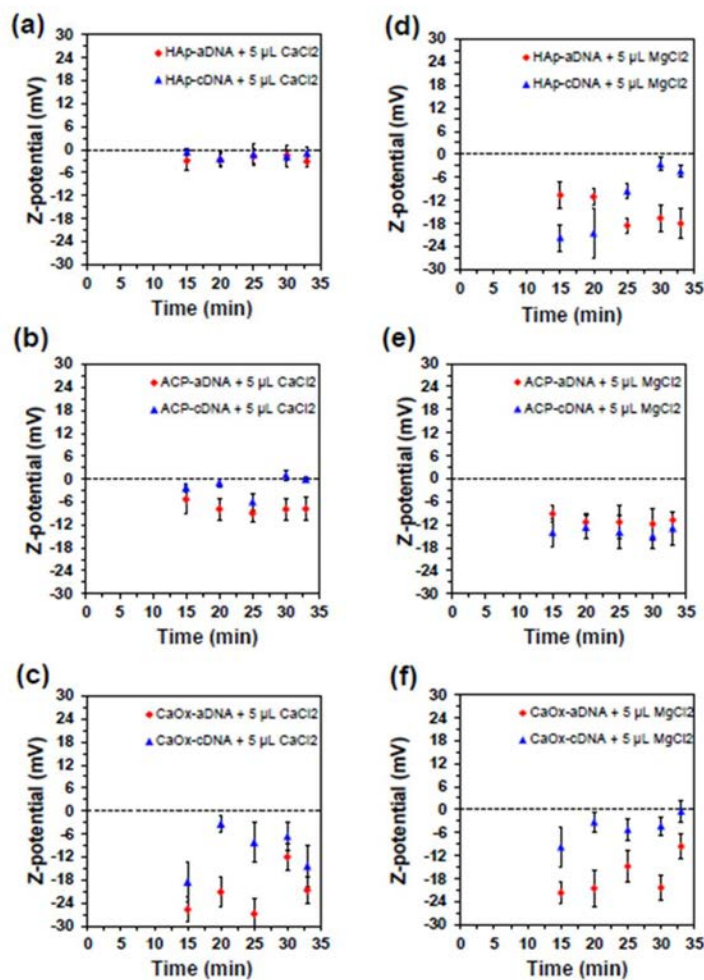 (a)
HAp-aDNA + 5 µL CaCl2
HAp-cDNA + 5 µL CaCl2
Z-potential (mV)
30
24
18
12
6
0
-6
-12
-18
-24
-30
0 5 10 15 20 25 30 35
Time (min)
(d)
HAp-aDNA + 5 µL MgCl2
HAp-cDNA + 5 µL MgCl2
Z-potential (mV)
30
24
18
12
6
0
-6
-12
-18
-24
-30
0 5 10 15 20 25 30 35
Time (min)
(b)
ACP-aDNA + 5 µL CaCl2
ACP-cDNA + 5 µL CaCl2
Z-potential (mV)
30
24
18
12
6
0
-6
-12
-18
-24
-30
0 5 10 15 20 25 30 35
Time (min)
(e)
ACP-aDNA + 5 µL MgCl2
ACP-cDNA + 5 µL MgCl2
Z-potential (mV)
30
24
18
12
6
0
-6
-12
-18
-24
-30
0 5 10 15 20 25 30 35
Time (min)
(c)
CaOx-aDNA + 5 µL CaCl2
CaOx-cDNA + 5 µL CaCl2
Z-potential (mV)
30
24
18
12
6
0
-6
-12
-18
-24
-30
0 5 10 15 20 25 30 35
Time (min)
(f)
CaOx-aDNA + 5 µL MgCl2
CaOx-cDNA + 5 µL MgCl2
Z-potential (mV)
30
24
18
12
6
0
-6
-12
-18
-24
-30
0 5 10 15 20 25 30 35
Time (min)